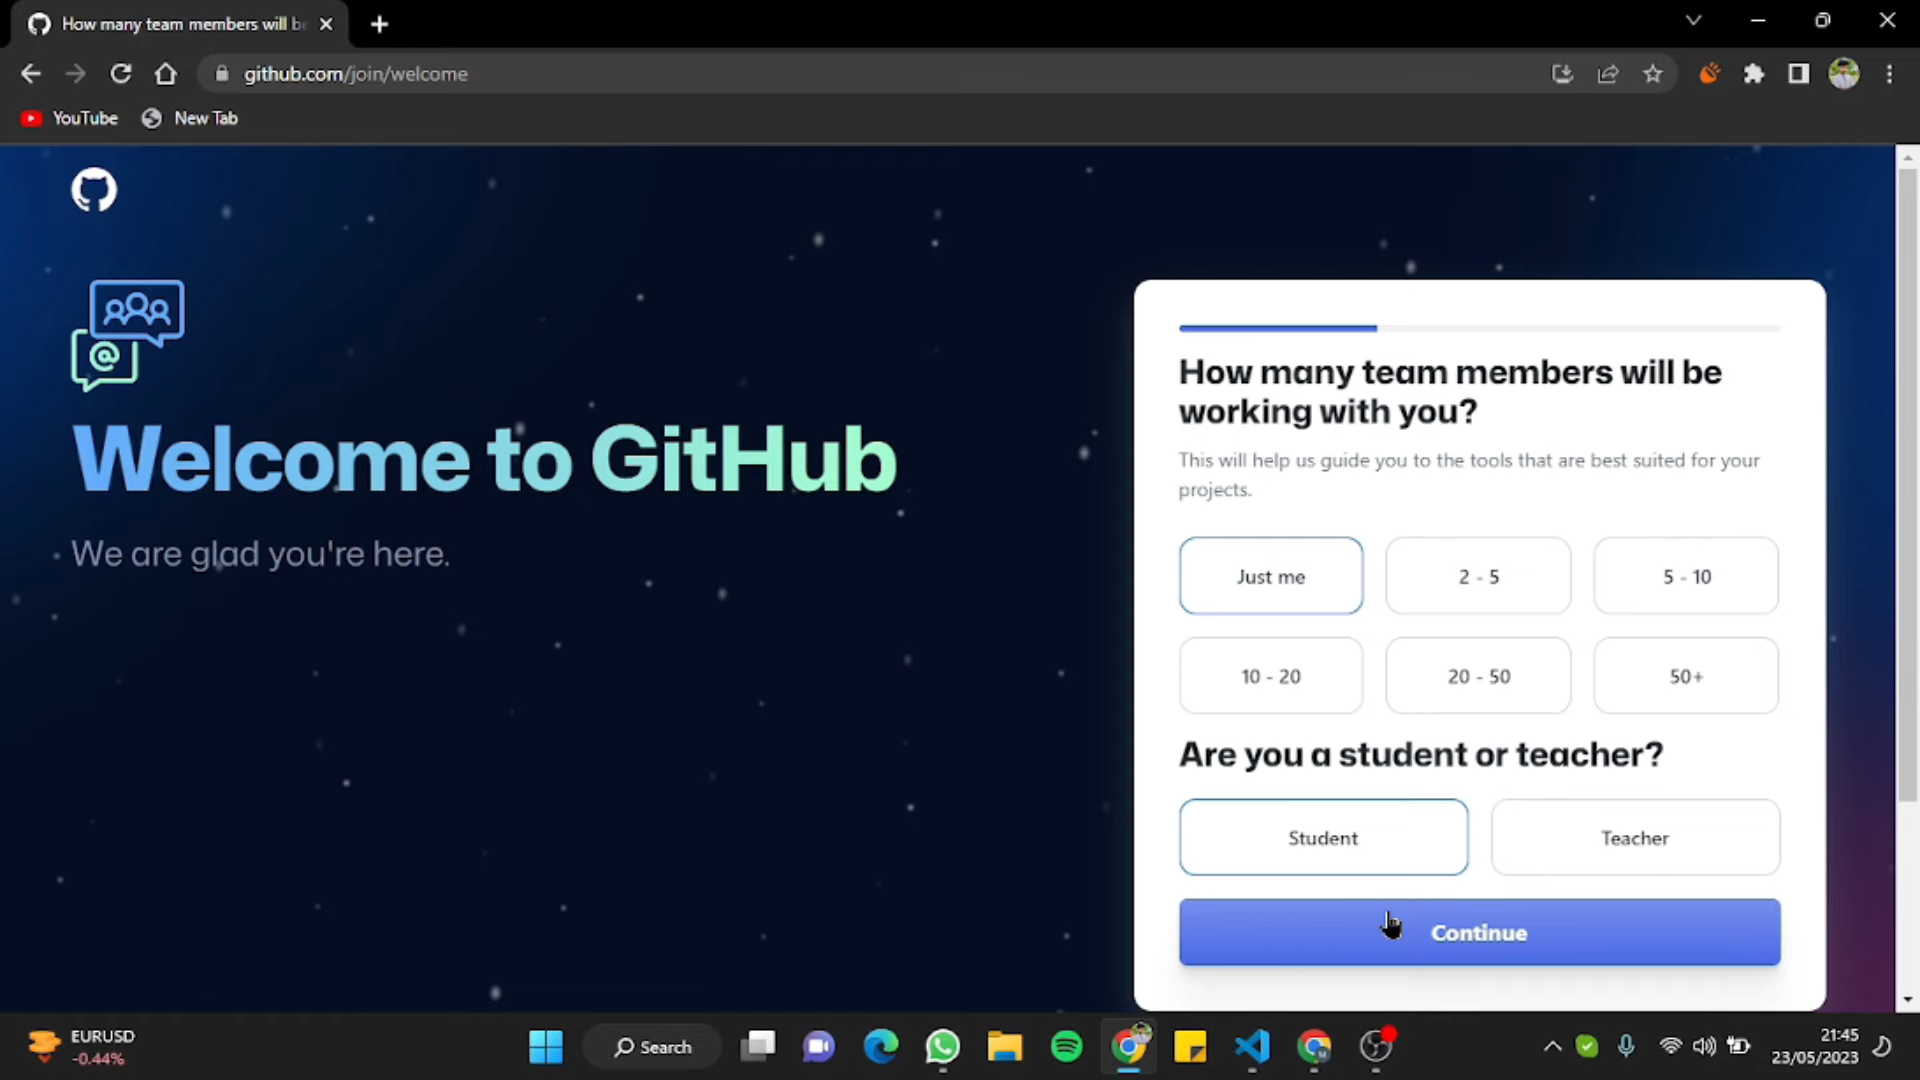 How many team members will be
github.com/join/welcome
YouTube
New Tab
Welcome to GitHub
We are glad you're here.
How many team members will be
working with you?
This will help us guide you to the tools that are best suited for your
projects.
Just me
2 - 5
5 - 10
10 - 20
20 - 50
50+
Are you a student or teacher?
Student
Teacher
Continue
EURUSD
-0.44%
Search
21:45
23/05/2023